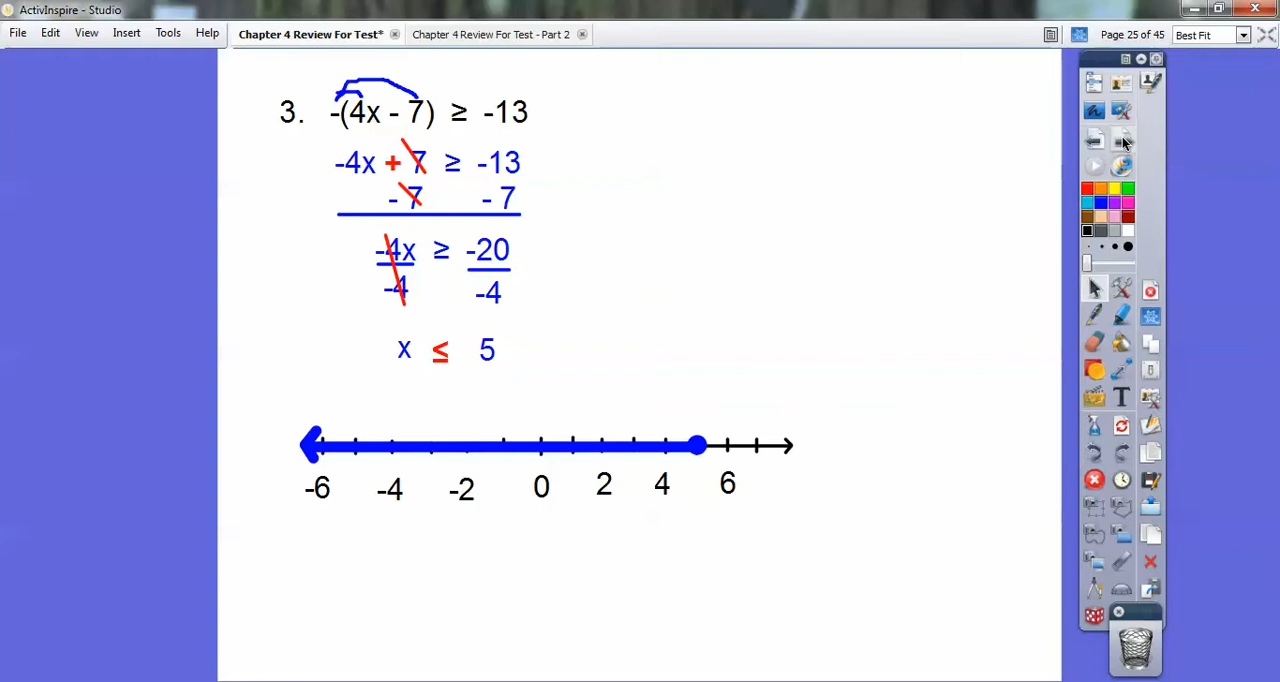 ActivInspire - Studio
File Edit View Insert Tools Help
Chapter 4 Review For Test* Chapter 4 Review For Test - Part 2
Page 25 of 45 Best Fit
3. -(4x - 7) ≥ -13
-4x + 7 ≥ -13
- 7 - 7
-4x ≥ -20
-4 -4
x ≤ 5
-6 -4 -2 0 2 4 6
T